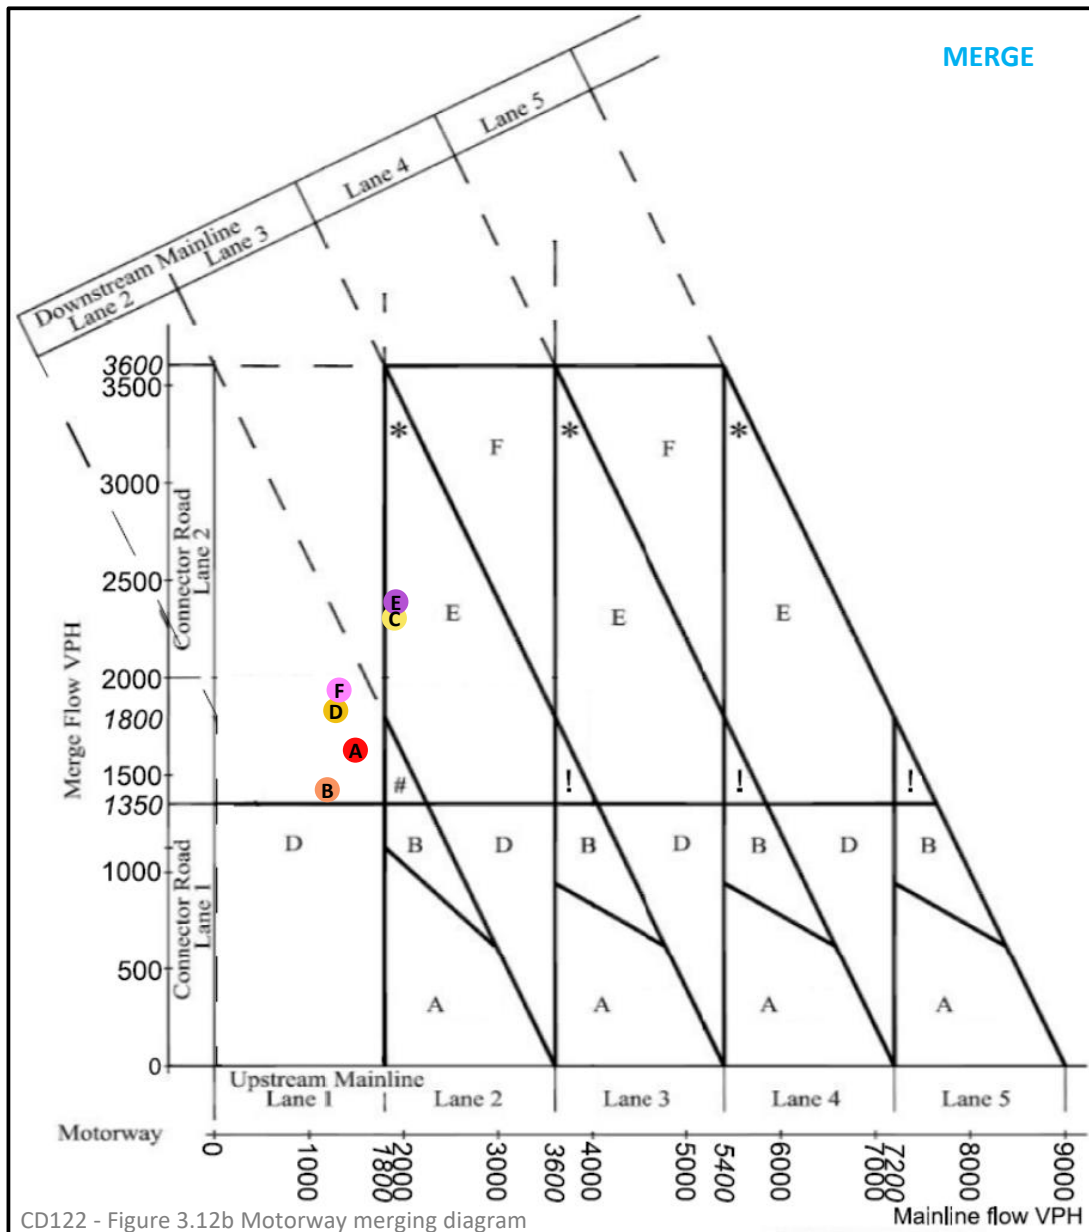 MERGE
Lane 5
Lane 4
Downstream Mainline
Lane 3
Lane 2
3600
3500
3000
2500
2000
1800
1500
1350
1000
500
0
Merge Flow VPH
Connector Road
Lane 2
Connector Road
Lane 1
*
*
*
F
F
E
C
E
E
E
F
D
A
B
#
!
!
!
D
B
D
B
D
B
D
B
A
A
A
A
Upstream Mainline
Lane 1
Lane 2
Lane 3
Lane 4
Lane 5
Motorway
0
1000
1800
2000
3000
3600
4000
5000
5400
6000
7000
7200
8000
9000
Mainline flow VPH
CD122 - Figure 3.12b Motorway merging diagram